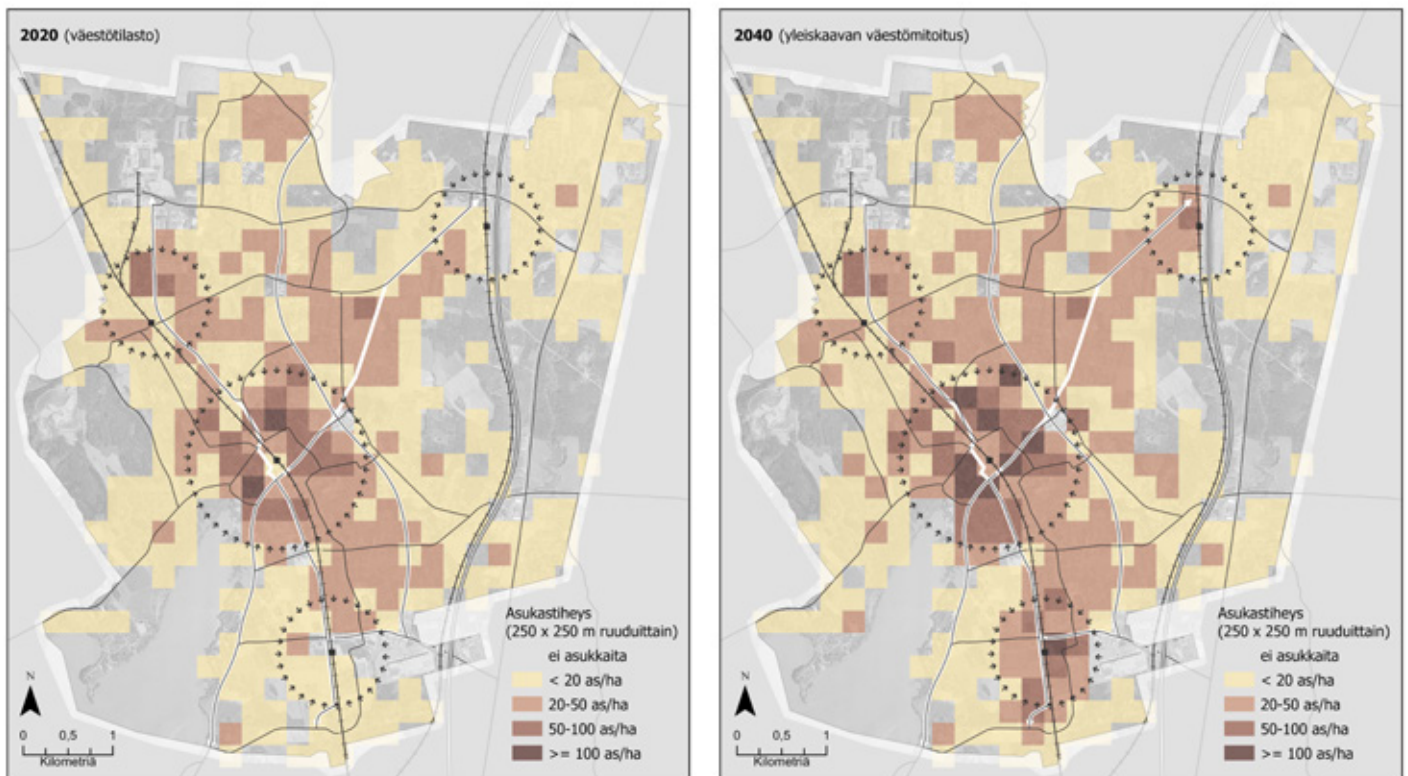 2020 (väestötilasto)
Asukastiheys
(250 x 250 m ruuduittain)
ei asukkaita
< 20 as/ha
20-50 as/ha
50-100 as/ha
>= 100 as/ha
N
0 0,5 1
Kilometriä
2040 (yleiskaavan väestömitoitus)
Asukastiheys
(250 x 250 m ruuduittain)
ei asukkaita
< 20 as/ha
20-50 as/ha
50-100 as/ha
>= 100 as/ha
N
0 0,5 1
Kilometriä